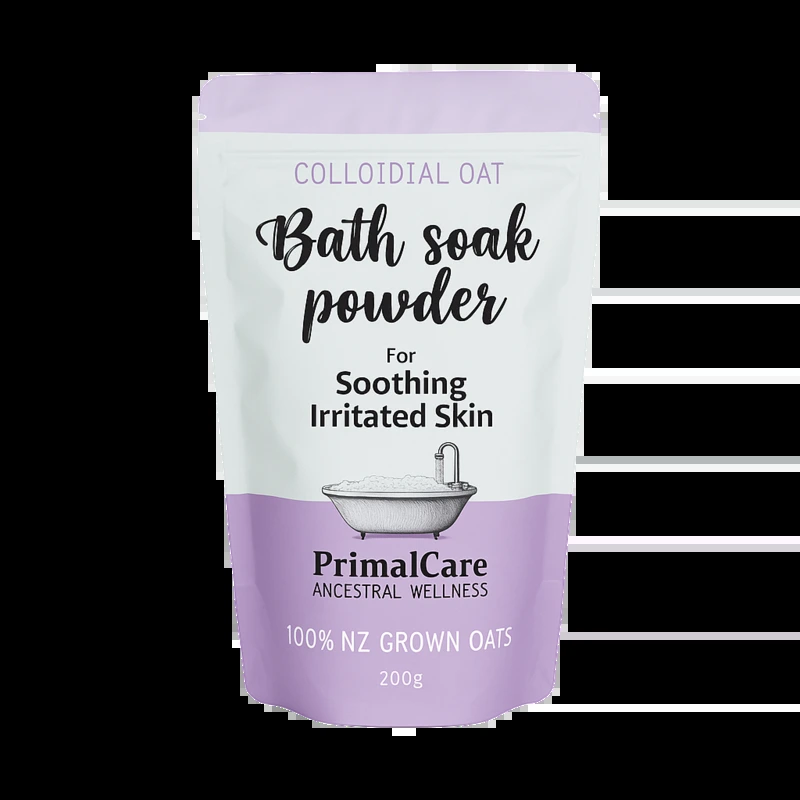 COLLOIDIAL OAT
Bath soak
powder
For
Soothing
Irritated Skin
PrimalCare
ANCESTRAL WELLNESS
100% NZ GROWN OATS
200g